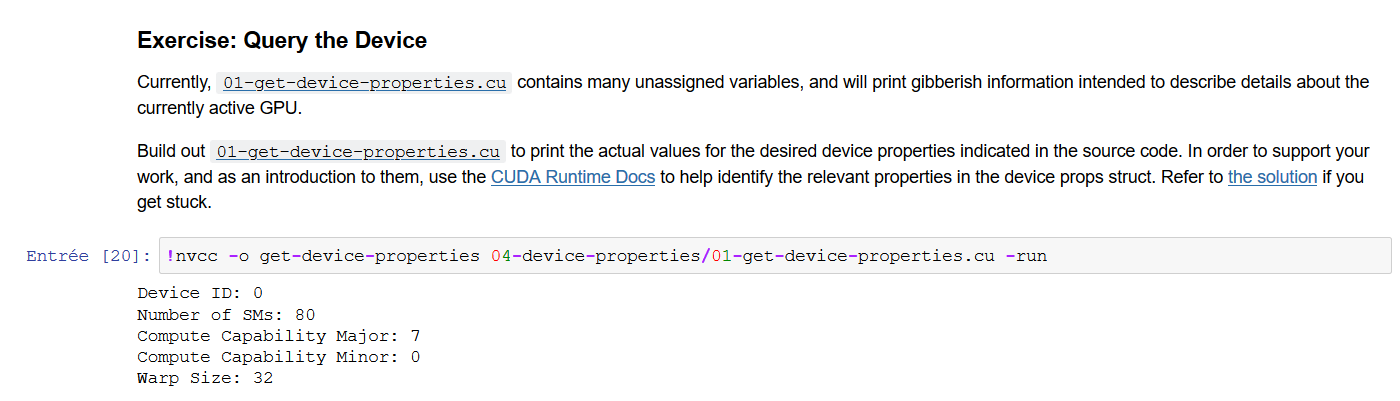 Exercise: Query the Device
Currently, 01-get-device-properties.cu contains many unassigned variables, and will print gibberish information intended to describe details about the
currently active GPU.
Build out 01-get-device-properties.cu to print the actual values for the desired device properties indicated in the source code. In order to support your
work, and as an introduction to them, use the CUDA Runtime Docs to help identify the relevant properties in the device props struct. Refer to the solution if you
get stuck.
Entrée [20]: !nvcc -o get-device-properties 04-device-properties/01-get-device-properties.cu -run
Device ID: 0
Number of SMs: 80
Compute Capability Major: 7
Compute Capability Minor: 0
Warp Size: 32